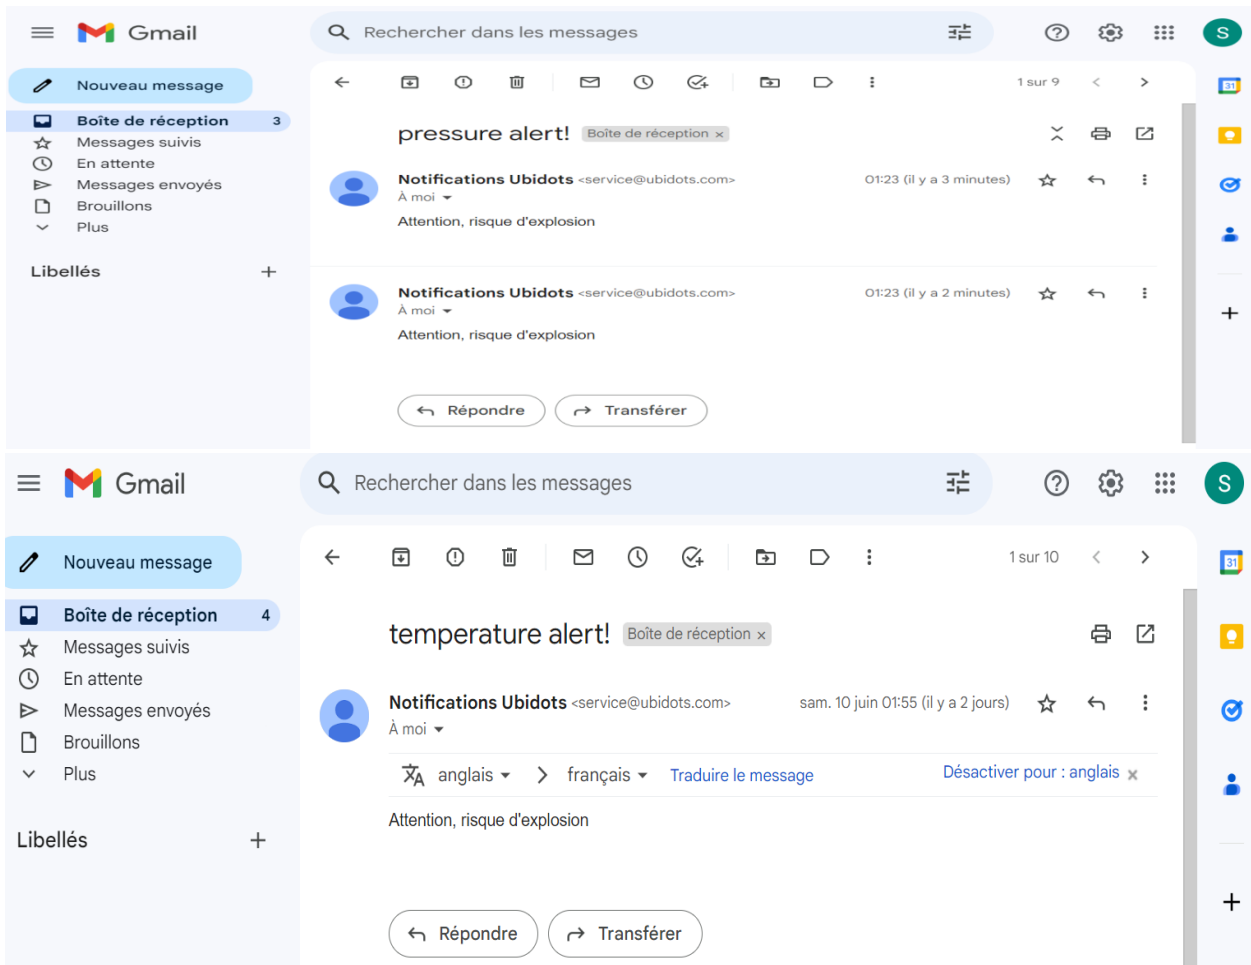 Gmail
Rechercher dans les messages
S
Nouveau message
1 sur 9
31
Boîte de réception 3
Messages suivis
En attente
Messages envoyés
Brouillons
Plus
Libellés
pressure alert! Boîte de réception x
Notifications Ubidots <service@ubidots.com> 01:23 (il y a 3 minutes)
À moi
Attention, risque d'explosion
Notifications Ubidots <service@ubidots.com> 01:23 (il y a 2 minutes)
À moi
Attention, risque d'explosion
Répondre Transférer
Gmail
Rechercher dans les messages
S
Nouveau message
1 sur 10
31
Boîte de réception 4
Messages suivis
En attente
Messages envoyés
Brouillons
Plus
Libellés
temperature alert! Boîte de réception x
Notifications Ubidots <service@ubidots.com> sam. 10 juin 01:55 (il y a 2 jours)
À moi
anglais > français Traduire le message Désactiver pour : anglais x
Attention, risque d'explosion
Répondre Transférer